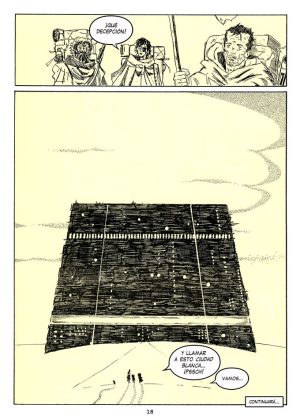 ¡QUÉ
DECEPCIÓN!
Y LLAMAR
A ESTO CIUDAD
BLANCA...
¡PSSCH!
VAMOS...
CONTINUARÁ...
18